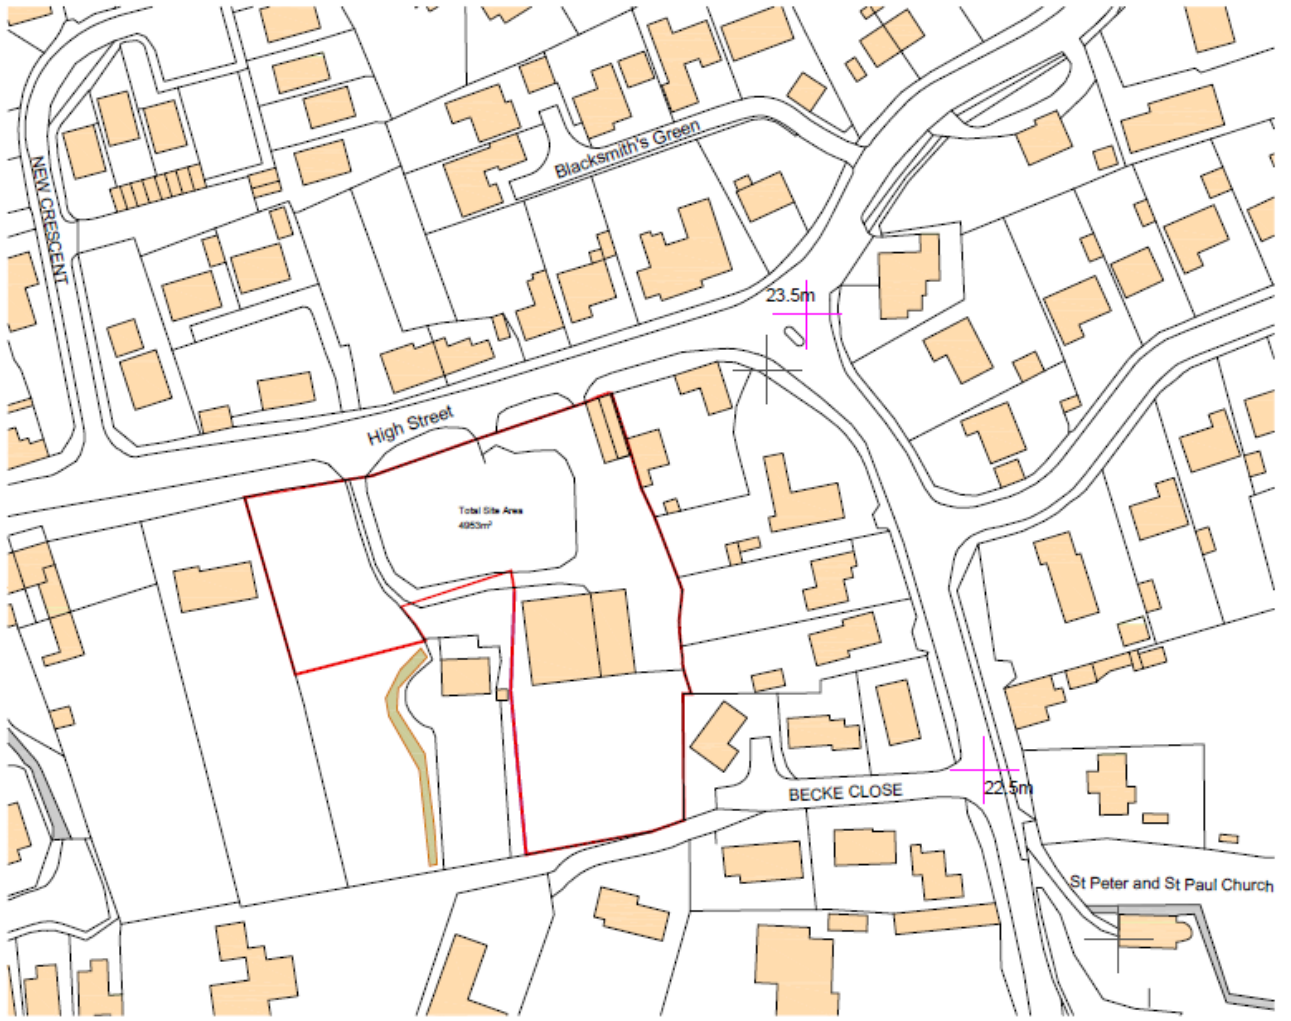 Blacksmith's Green
NEW CRESCENT
23.5m
High Street
Total Site Area
4953m²
BECKE CLOSE
22.5m
St Peter and St Paul Church